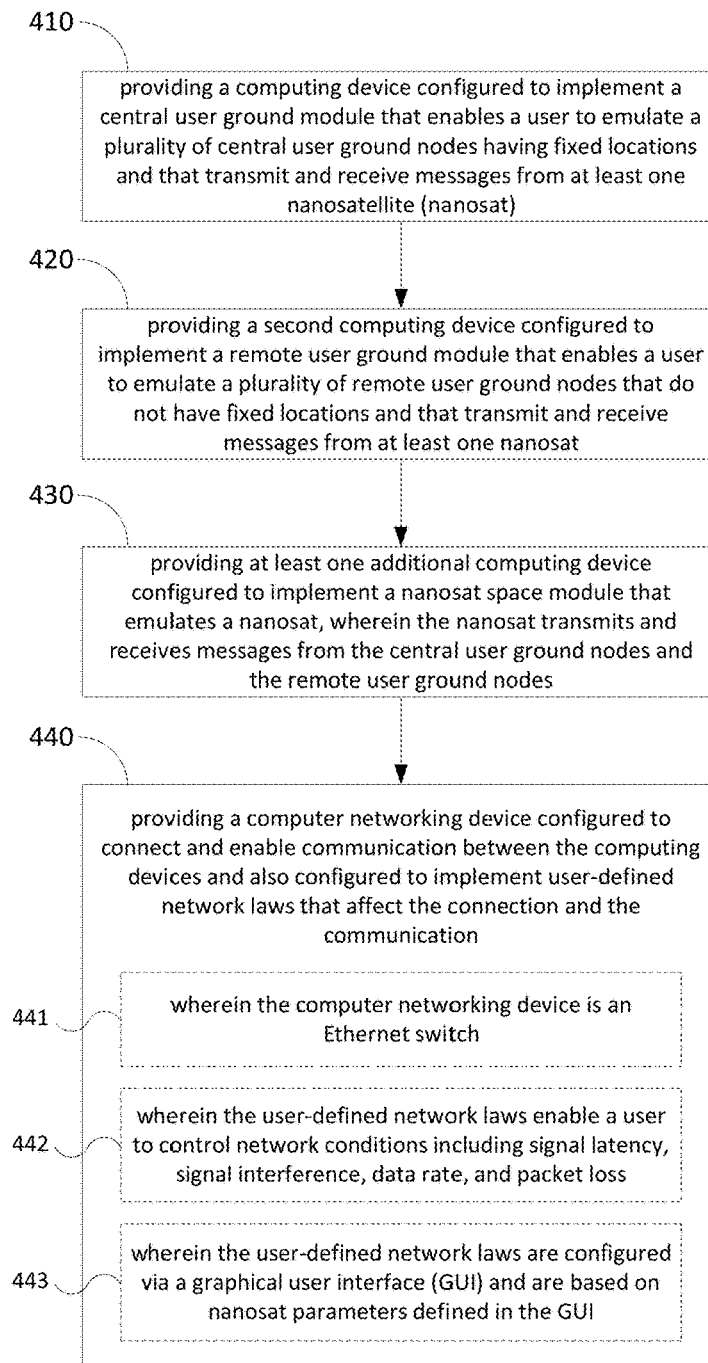 410
providing a computing device configured to implement a
central user ground module that enables a user to emulate a
plurality of central user ground nodes having fixed locations
and that transmit and receive messages from at least one
nanosatellite (nanosat)
420
providing a second computing device configured to
implement a remote user ground module that enables a user
to emulate a plurality of remote user ground nodes that do
not have fixed locations and that transmit and receive
messages from at least one nanosat
430
providing at least one additional computing device
configured to implement a nanosat space module that
emulates a nanosat, wherein the nanosat transmits and
receives messages from the central user ground nodes and
the remote user ground nodes
440
providing a computer networking device configured to
connect and enable communication between the computing
devices and also configured to implement user-defined
network laws that affect the connection and the
communication
441
wherein the computer networking device is an
Ethernet switch
442
wherein the user-defined network laws enable a user
to control network conditions including signal latency,
signal interference, data rate, and packet loss
443
wherein the user-defined network laws are configured
via a graphical user interface (GUI) and are based on
nanosat parameters defined in the GUI